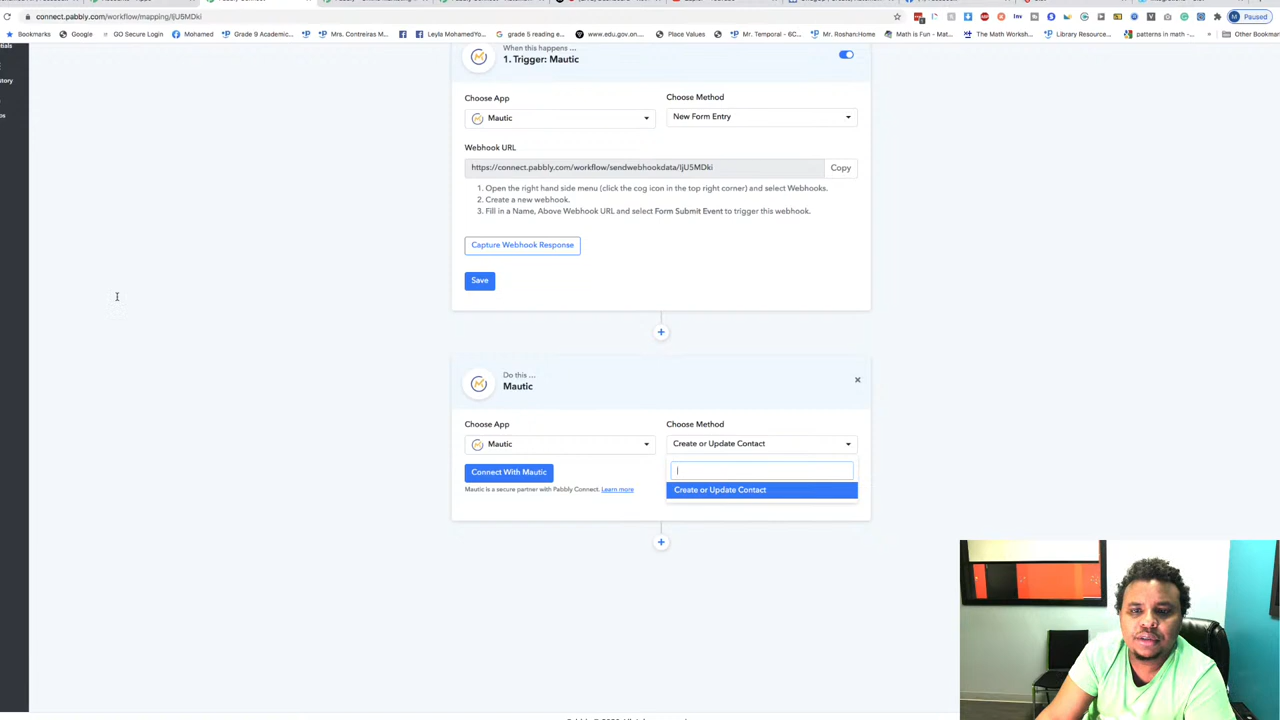 connect.pabbly.com/workflow/mapping/IjU5MDki
Paused
Bookmarks Google GO Secure Login Mohamed Grade 9 Academic... Mrs. Contreiras M... Leyla MohamedYo... grade 5 reading e... www.edu.gov.on.... Place Values Mr. Temporal - 6C... Mr. Roshan:Home Math is Fun - Mat... The Math Worksh... Library Resource... patterns in math -... Other Bookmar
When this happens ...
1. Trigger: Mautic
Choose App Choose Method
Mautic New Form Entry
Webhook URL
https://connect.pabbly.com/workflow/sendwebhookdata/IjU5MDki Copy
1. Open the right hand side menu (click the cog icon in the top right corner) and select Webhooks.
2. Create a new webhook.
3. Fill in a Name, Above Webhook URL and select Form Submit Event to trigger this webhook.
Capture Webhook Response
Save
Do this ...
Mautic
Choose App Choose Method
Mautic Create or Update Contact
Connect With Mautic
Mautic is a secure partner with Pabbly Connect. Learn more
Create or Update Contact